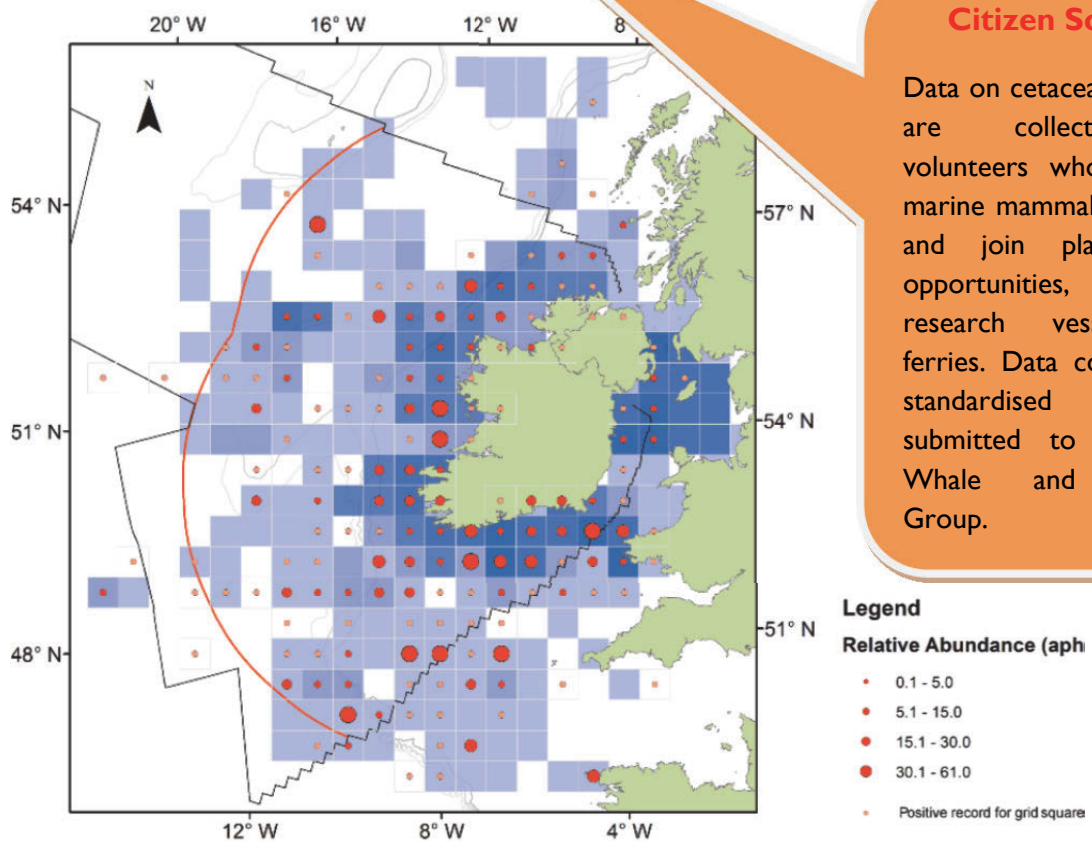 20° W 16° W 12° W 8
N
54° N
57° N
51° N
54° N
48° N
51° N
12° W 8° W 4° W
Citizen Sc
Data on cetacea
are collect
volunteers who
marine mammal
and join pla
opportunities,
research ves
ferries. Data co
standardised
submitted to
Whale and
Group.
Legend
Relative Abundance (aph
0.1 - 5.0
5.1 - 15.0
15.1 - 30.0
30.1 - 61.0
Positive record for grid square